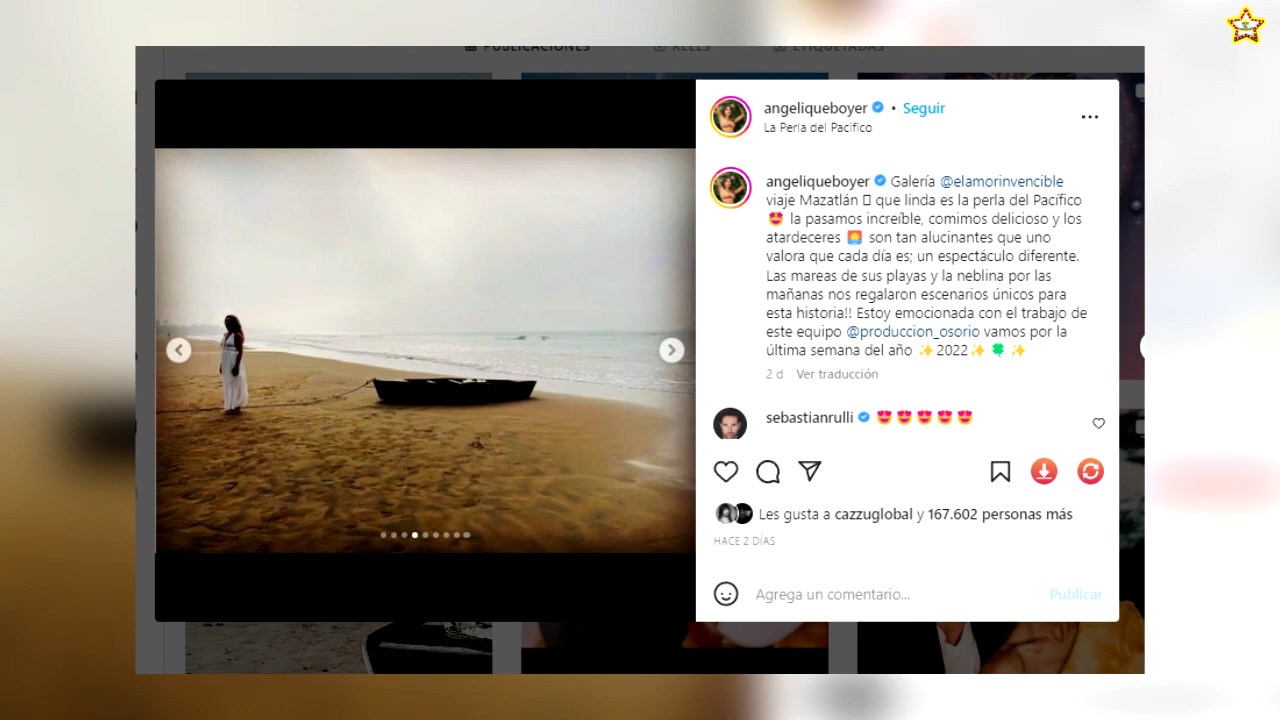 PUBLICACIONES REELS ETIQUETADAS
angeliqueboyer • Seguir
La Perla del Pacífico
angeliqueboyer Galería @elamorinvencible
viaje Mazatlán que linda es la perla del Pacífico
😍 la pasamos increíble, comimos delicioso y los
atardeceres 🌅 son tan alucinantes que uno
valora que cada día es; un espectáculo diferente.
Las mareas de sus playas y la neblina por las
mañanas nos regalaron escenarios únicos para
esta historia!! Estoy emocionada con el trabajo de
este equipo @produccion_osorio vamos por la
última semana del año ✨2022✨ 🍀 ✨
2 d Ver traducción
sebastianrulli 😍😍😍😍😍
Les gusta a cazzuglobal y 167.602 personas más
HACE 2 DÍAS
Agrega un comentario... Publicar